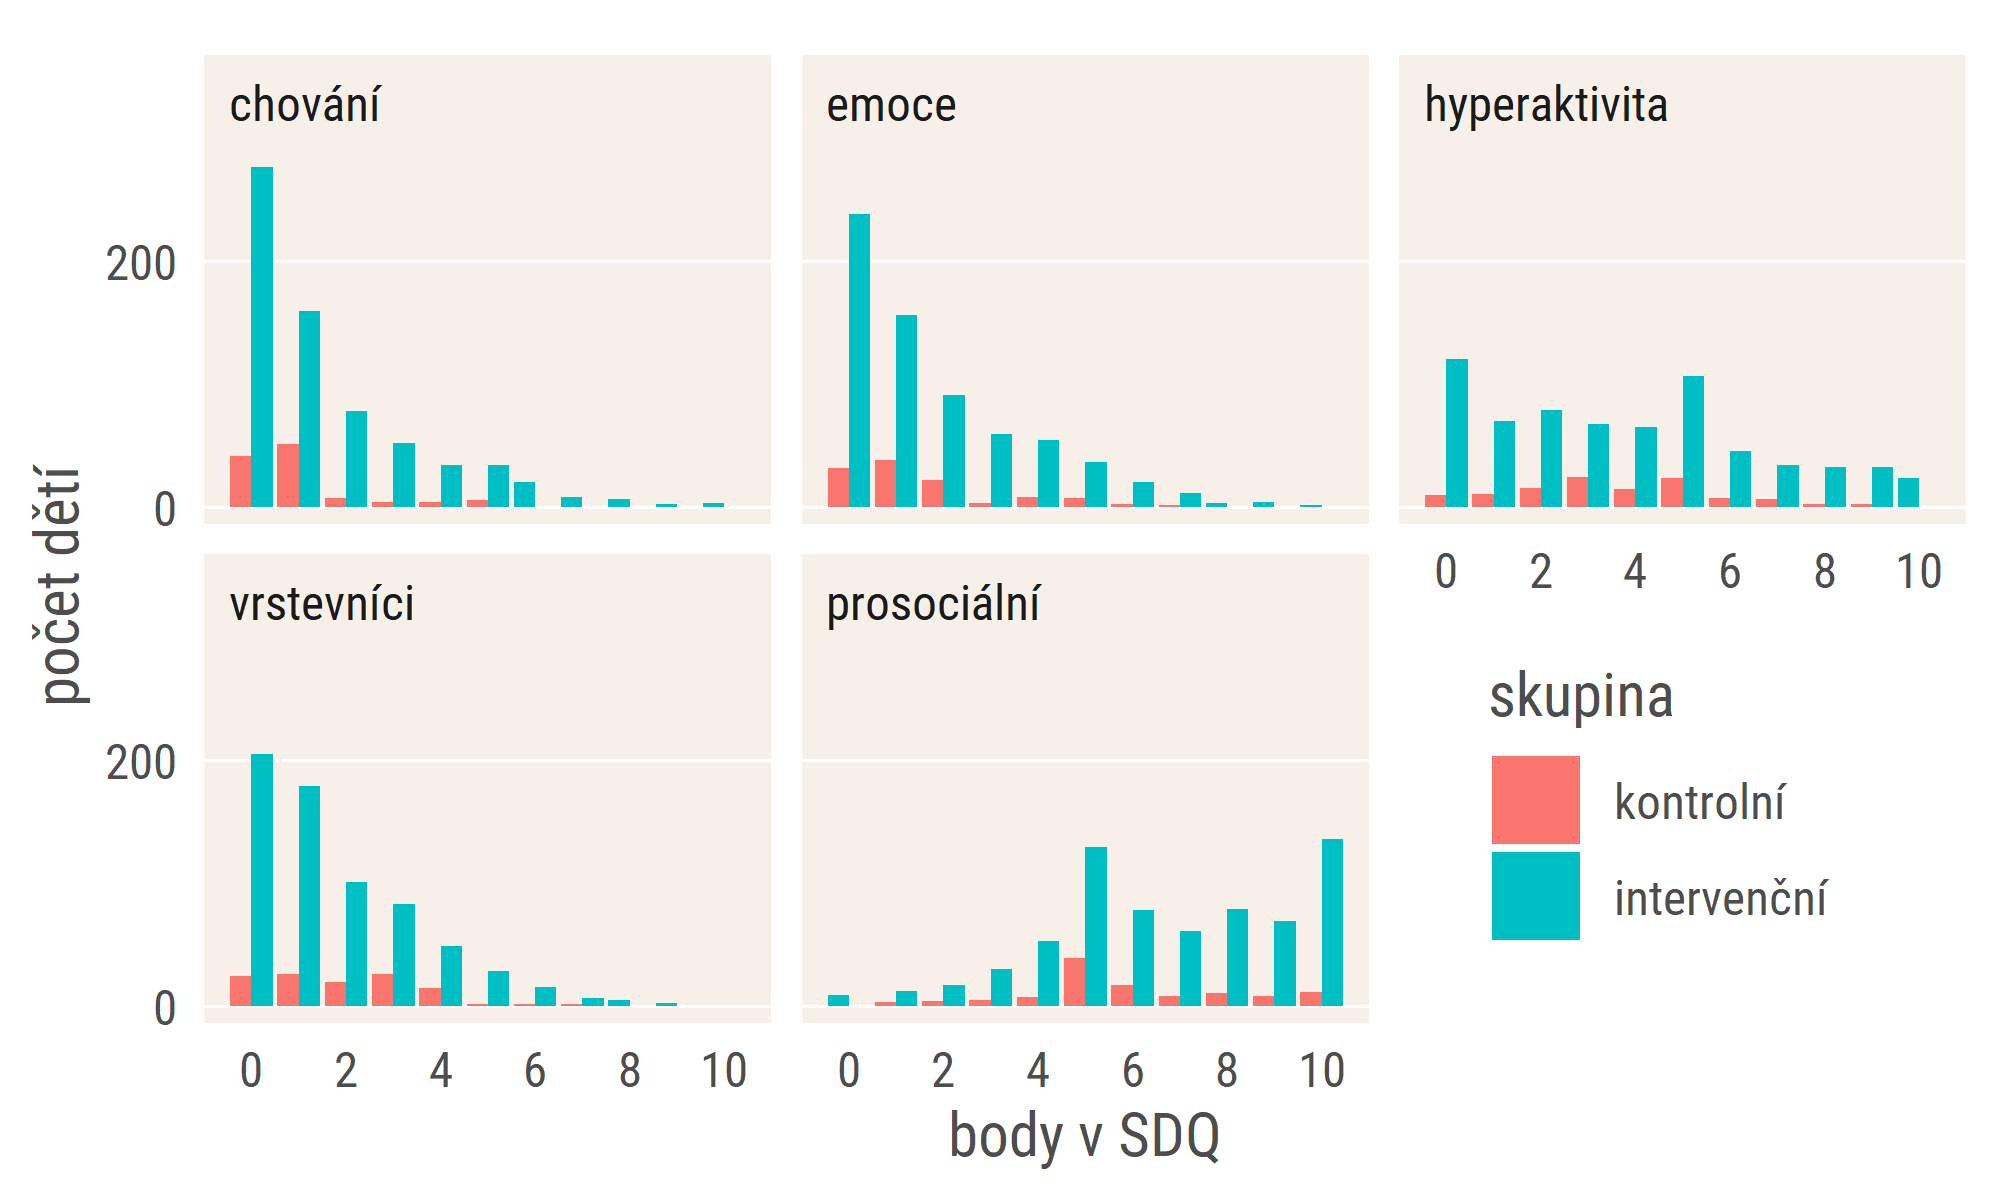 počet dětí
chování
emoce
hyperaktivita
200
0
0 2 4 6 8 10
vrstevníci
prosociální
200
0
0 2 4 6 8 10
0 2 4 6 8 10
body v SDQ
skupina
kontrolní
intervenční